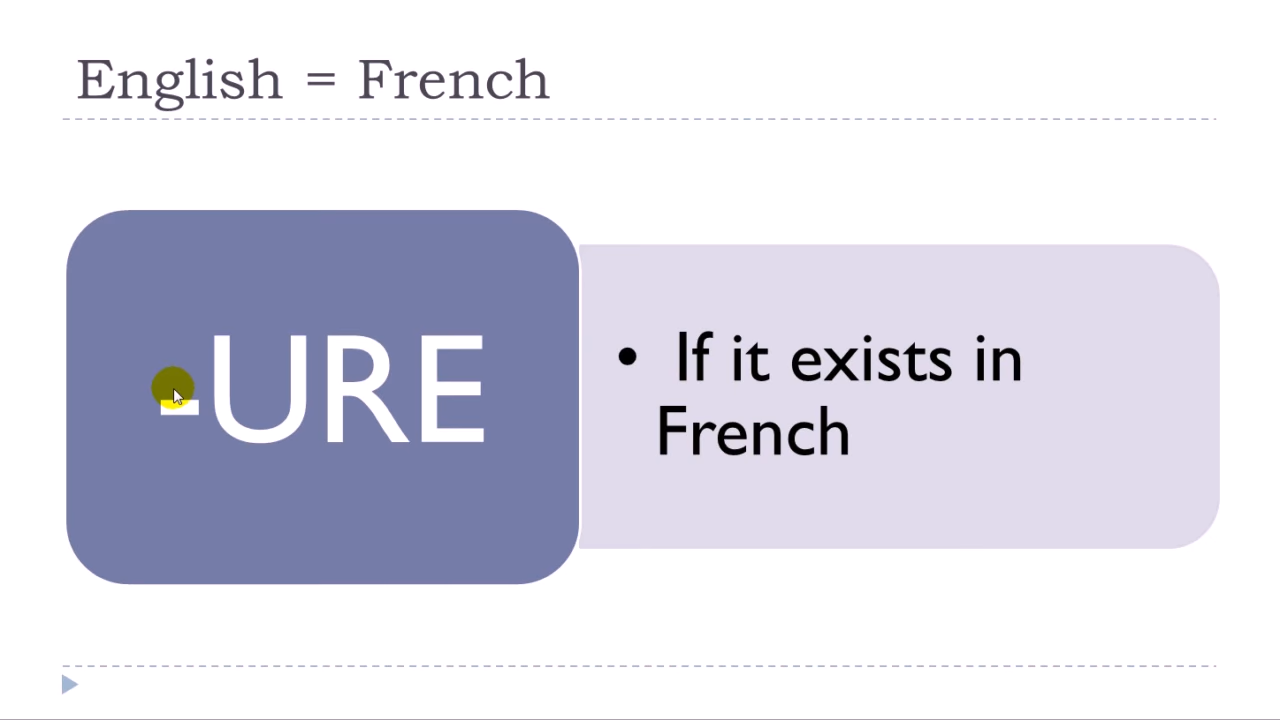 English = French
-URE
• If it exists in
French